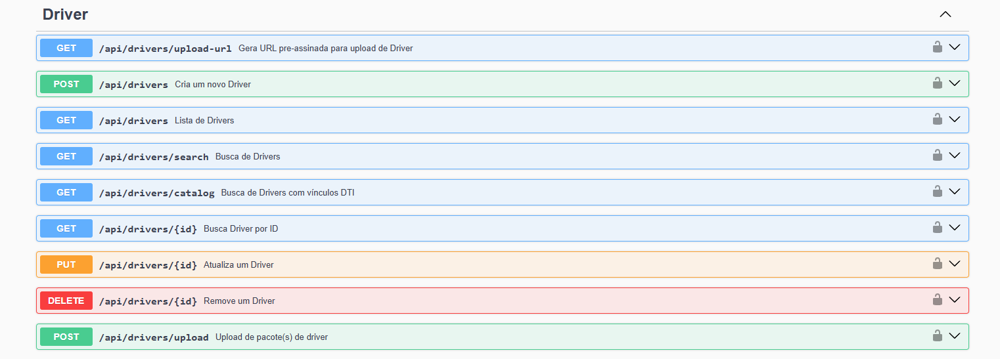 Driver
GET /api/drivers/upload-url Gera URL pre-assinada para upload de Driver
POST /api/drivers Cria um novo Driver
GET /api/drivers Lista de Drivers
GET /api/drivers/search Busca de Drivers
GET /api/drivers/catalog Busca de Drivers com vínculos DTI
GET /api/drivers/{id} Busca Driver por ID
PUT /api/drivers/{id} Atualiza um Driver
DELETE /api/drivers/{id} Remove um Driver
POST /api/drivers/upload Upload de pacote(s) de driver